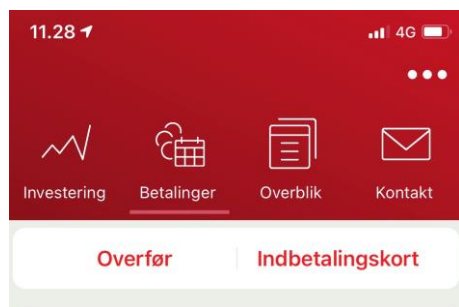 11.28 4G
Investering Betalinger Overblik Kontakt
Overfør Indbetalingskort